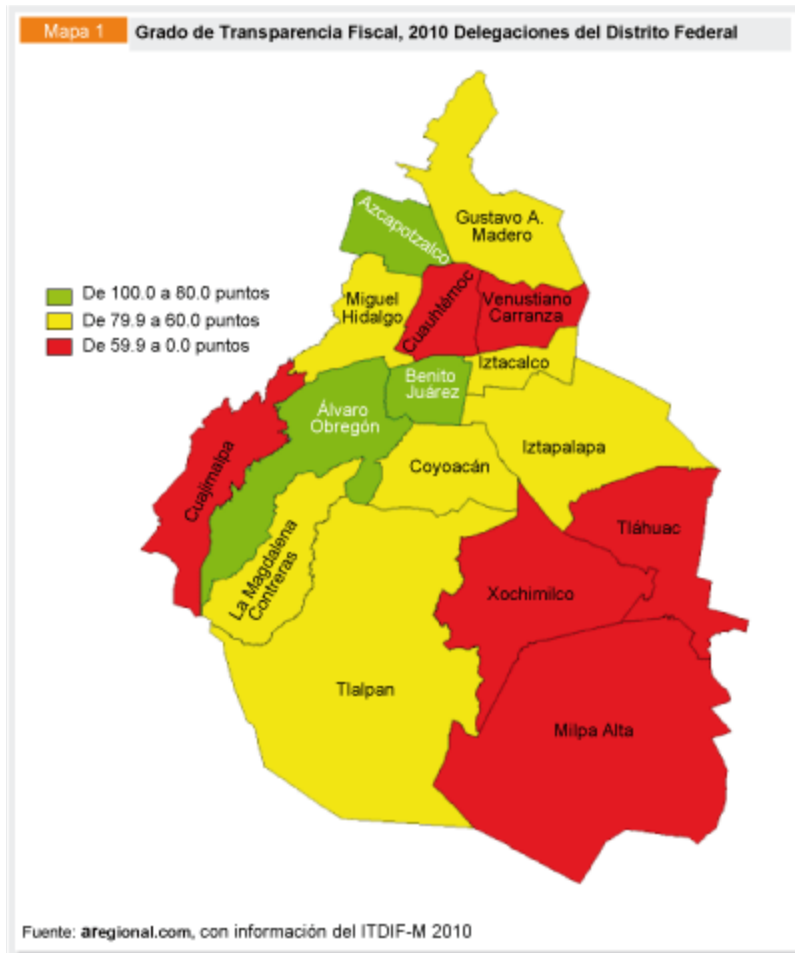 Mapa 1
Grado de Transparencia Fiscal, 2010 Delegaciones del Distrito Federal
Gustavo A.
Madero
Azcapotzalco
De 100.0 a 80.0 puntos
De 79.9 a 60.0 puntos
De 59.9 a 0.0 puntos
Miguel
Hidalgo
Cuauhtémoc
Venustiano
Carranza
Iztacalco
Benito
Juárez
Álvaro
Obregón
Cuajimalpa
Coyoacán
Iztapalapa
Tláhuac
La Magdalena
Contreras
Xochimilco
Tlalpan
Milpa Alta
Fuente: aregional.com, con información del ITDIF-M 2010